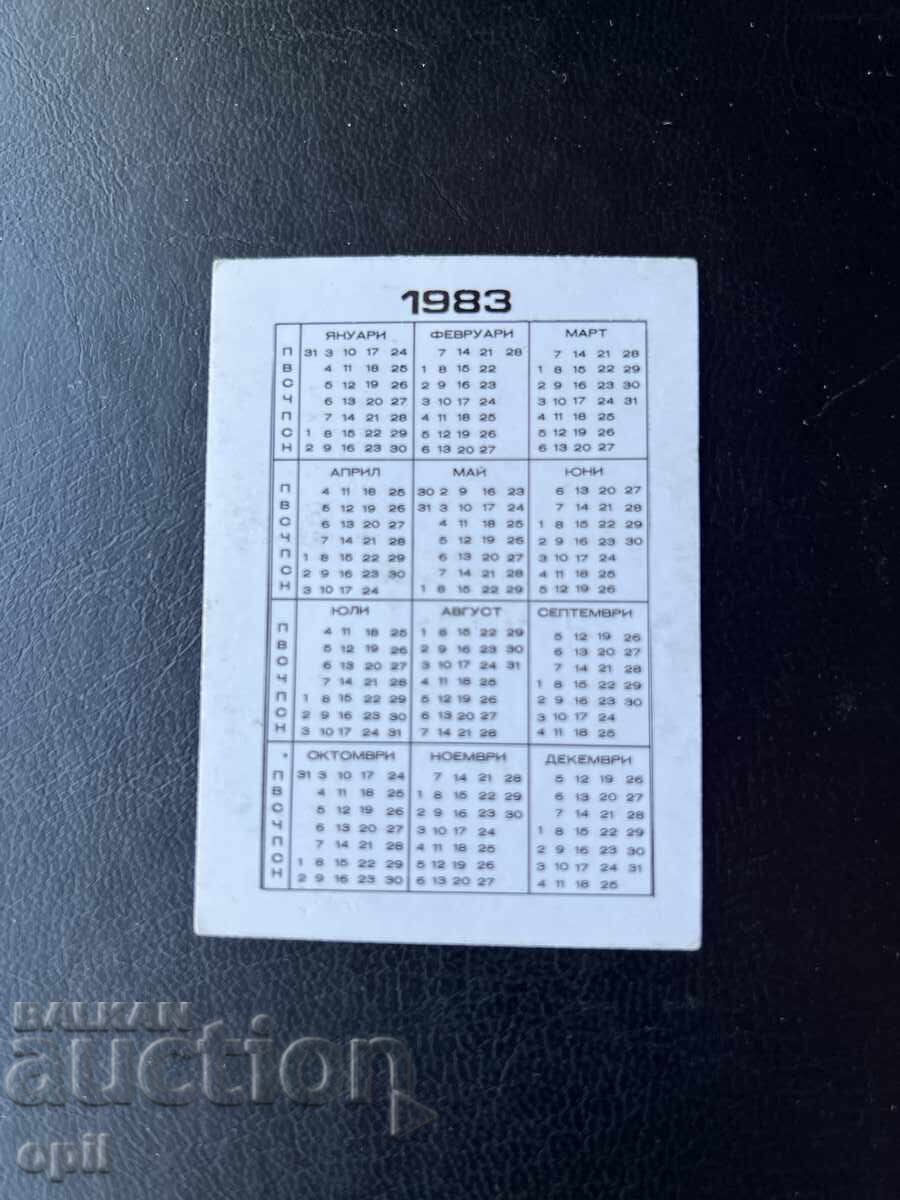 1983
ЯНУАРИ ФЕВРУАРИ МАРТ
П 31 3 10 17 24 7 14 21 28 7 14 21 28
В 4 11 18 25 1 8 15 22 1 8 15 22 29
С 5 12 19 26 2 9 16 23 2 9 16 23 30
Ч 6 13 20 27 3 10 17 24 3 10 17 24 31
П 7 14 21 28 4 11 18 25 4 11 18 25
С 1 8 15 22 29 5 12 19 26 5 12 19 26
Н 2 9 16 23 30 6 13 20 27 6 13 20 27
АПРИЛ МАЙ ЮНИ
П 4 11 18 25 30 2 9 16 23 6 13 20 27
В 5 12 19 26 31 3 10 17 24 7 14 21 28
С 6 13 20 27 4 11 18 25 1 8 15 22 29
Ч 7 14 21 28 5 12 19 26 2 9 16 23 30
П 1 8 15 22 29 6 13 20 27 3 10 17 24
С 2 9 16 23 30 7 14 21 28 4 11 18 25
Н 3 10 17 24 1 8 15 22 29 5 12 19 26
ЮЛИ АВГУСТ СЕПТЕМВРИ
П 4 11 18 25 1 8 15 22 29 5 12 19 26
В 5 12 19 26 2 9 16 23 30 6 13 20 27
С 6 13 20 27 3 10 17 24 31 7 14 21 28
Ч 7 14 21 28 4 11 18 25 1 8 15 22 29
П 1 8 15 22 29 5 12 19 26 2 9 16 23 30
С 2 9 16 23 30 6 13 20 27 3 10 17 24
Н 3 10 17 24 31 7 14 21 28 4 11 18 25
ОКТОМВРИ НОЕМВРИ ДЕКЕМВРИ
П 31 3 10 17 24 7 14 21 28 5 12 19 26
В 4 11 18 25 1 8 15 22 29 6 13 20 27
С 5 12 19 26 2 9 16 23 30 7 14 21 28
Ч 6 13 20 27 3 10 17 24 1 8 15 22 29
П 7 14 21 28 4 11 18 25 2 9 16 23 30
С 1 8 15 22 29 5 12 19 26 3 10 17 24 31
Н 2 9 16 23 30 6 13 20 27 4 11 18 25
BALKAN
auction
opil